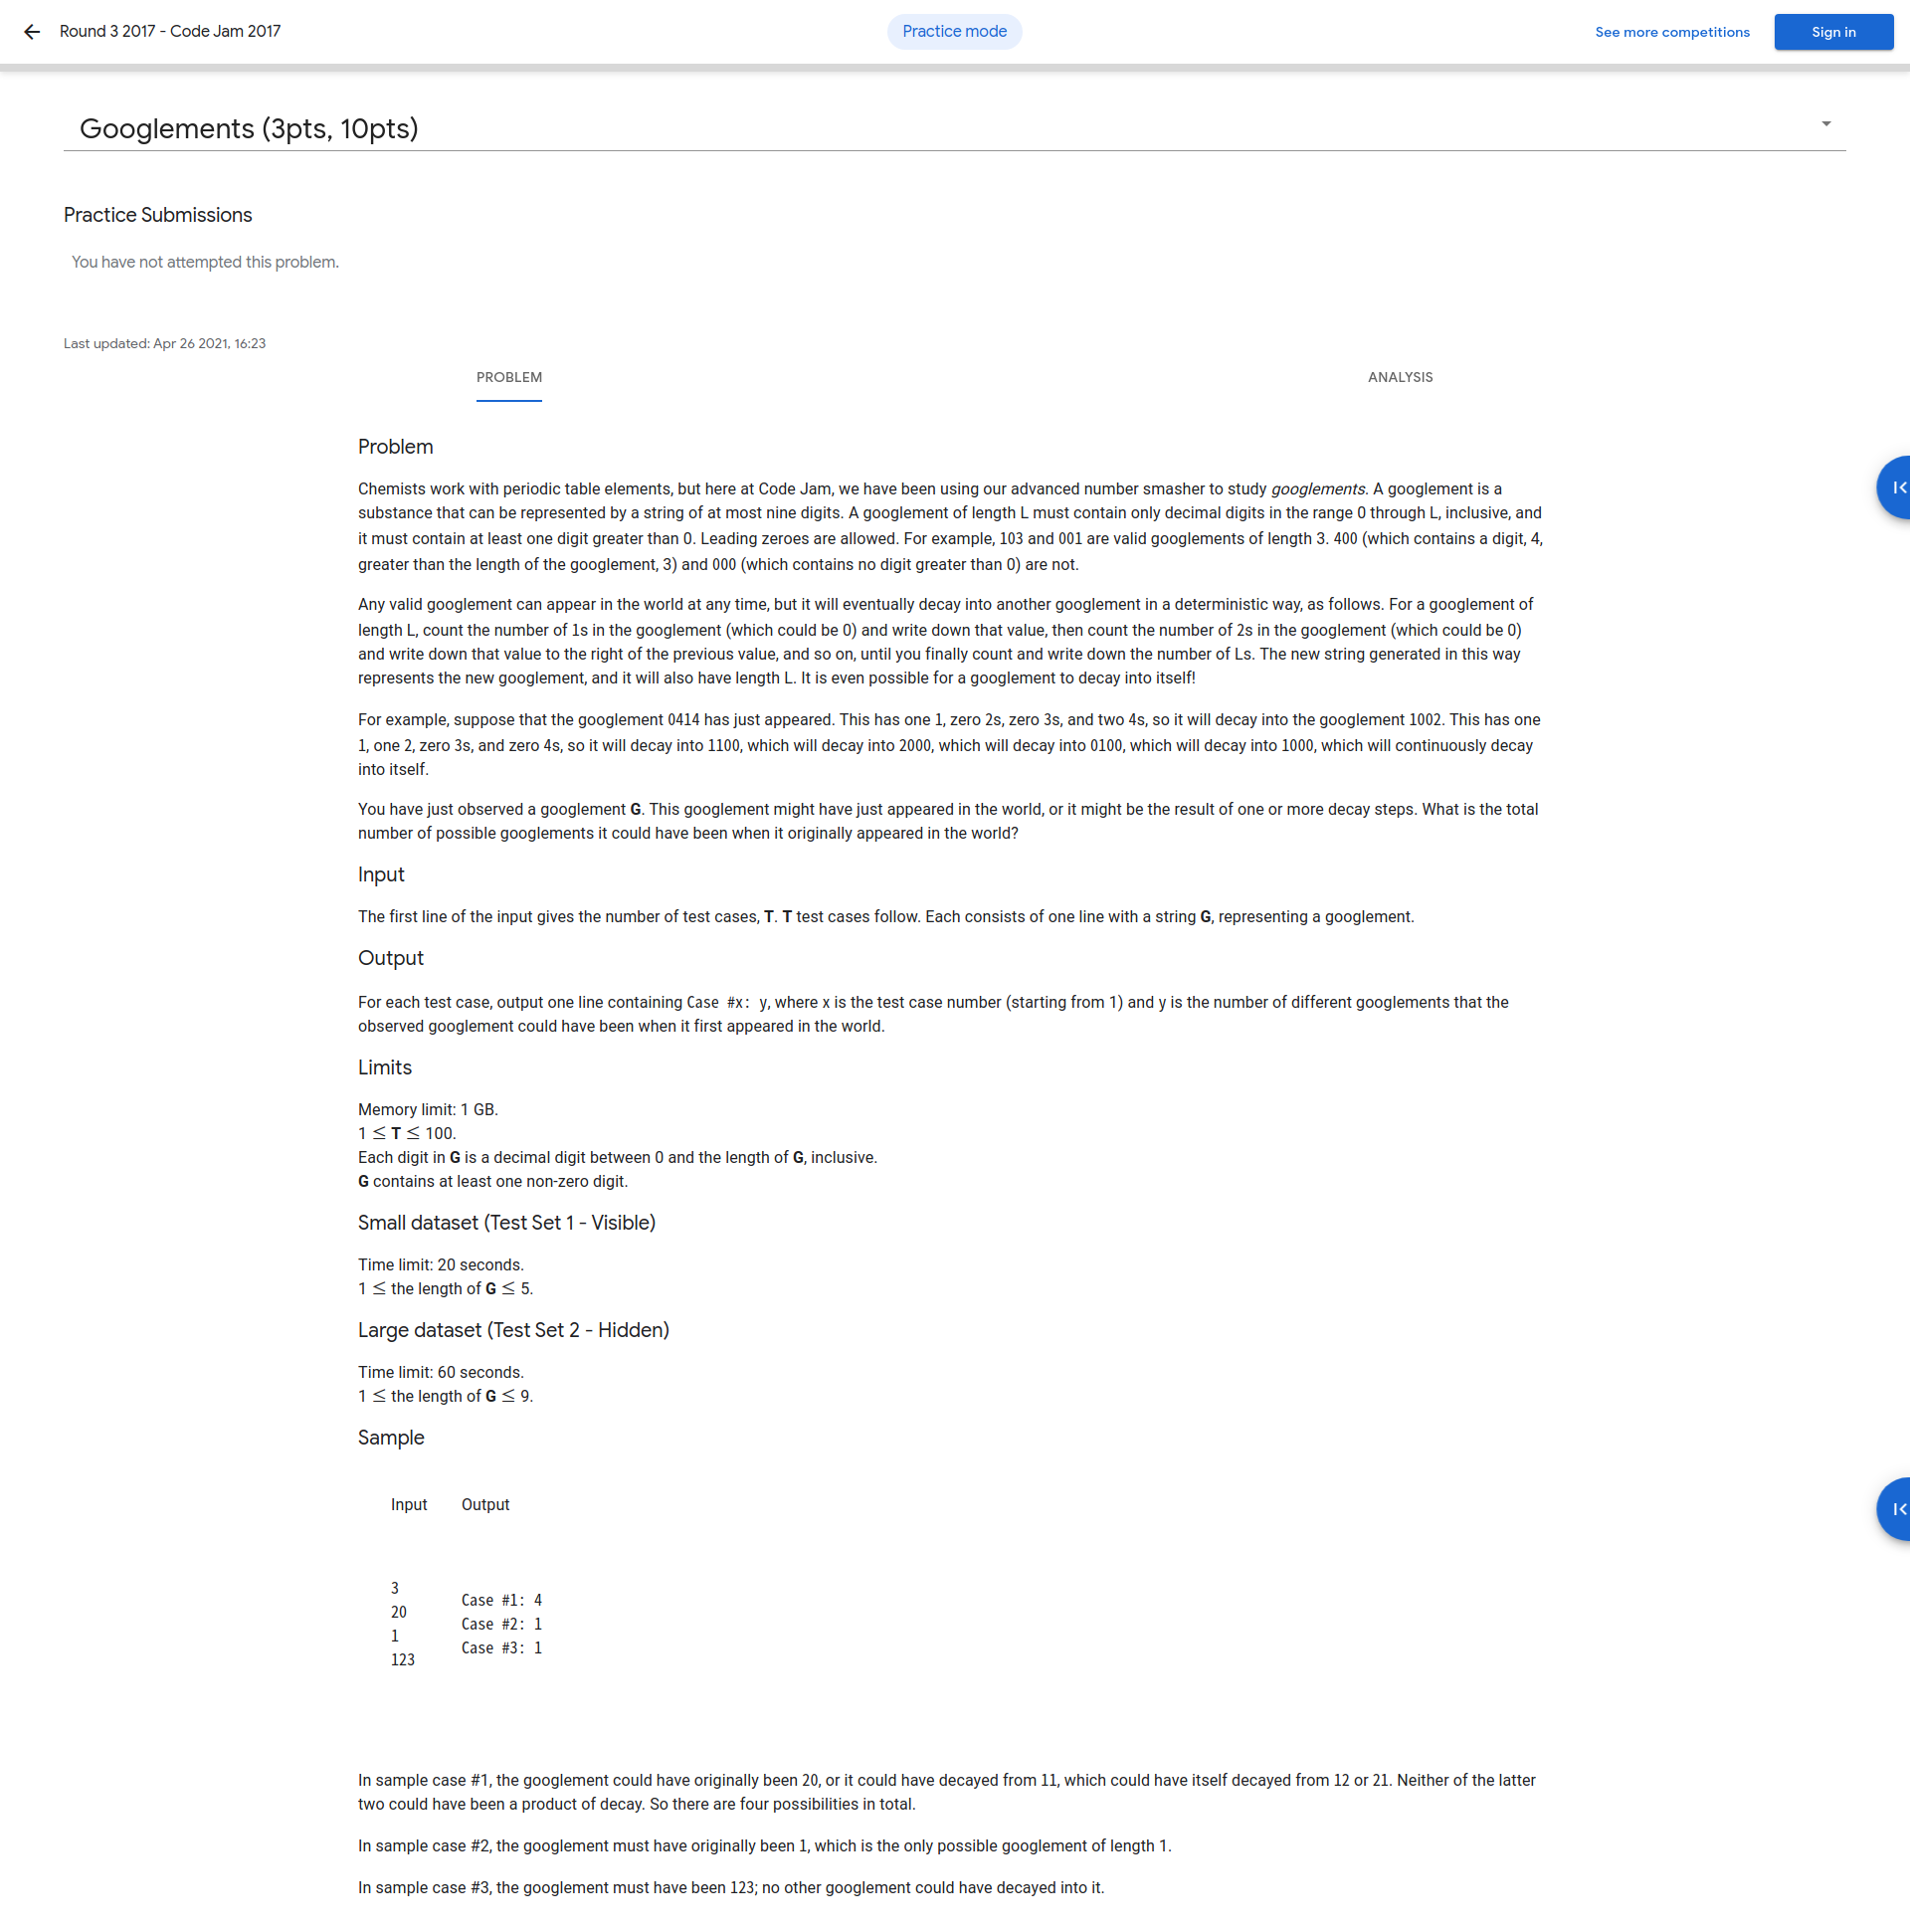 Round 3 2017 - Code Jam 2017
Practice mode
See more competitions
Sign in
Googlements (3pts, 10pts)
Practice Submissions
You have not attempted this problem.
Last updated: Apr 26 2021, 16:23
PROBLEM
ANALYSIS
Problem
Chemists work with periodic table elements, but here at Code Jam, we have been using our advanced number smasher to study googlements. A googlement is a
substance that can be represented by a string of at most nine digits. A googlement of length L must contain only decimal digits in the range 0 through L, inclusive, and
it must contain at least one digit greater than 0. Leading zeroes are allowed. For example, 103 and 001 are valid googlements of length 3. 400 (which contains a digit, 4,
greater than the length of the googlement, 3) and 000 (which contains no digit greater than 0) are not.
Any valid googlement can appear in the world at any time, but it will eventually decay into another googlement in a deterministic way, as follows. For a googlement of
length L, count the number of 1s in the googlement (which could be 0) and write down that value, then count the number of 2s in the googlement (which could be 0)
and write down that value to the right of the previous value, and so on, until you finally count and write down the number of Ls. The new string generated in this way
represents the new googlement, and it will also have length L. It is even possible for a googlement to decay into itself!
For example, suppose that the googlement 0414 has just appeared. This has one 1, zero 2s, zero 3s, and two 4s, so it will decay into the googlement 1002. This has one
1, one 2, zero 3s, and zero 4s, so it will decay into 1100, which will decay into 2000, which will decay into 0100, which will decay into 1000, which will continuously decay
into itself.
You have just observed a googlement G. This googlement might have just appeared in the world, or it might be the result of one or more decay steps. What is the total
number of possible googlements it could have been when it originally appeared in the world?
Input
The first line of the input gives the number of test cases, T. T test cases follow. Each consists of one line with a string G, representing a googlement.
Output
For each test case, output one line containing Case #x: y, where x is the test case number (starting from 1) and y is the number of different googlements that the
observed googlement could have been when it first appeared in the world.
Limits
Memory limit: 1 GB.
1 ≤ T ≤ 100.
Each digit in G is a decimal digit between 0 and the length of G, inclusive.
G contains at least one non-zero digit.
Small dataset (Test Set 1 - Visible)
Time limit: 20 seconds.
1 ≤ the length of G ≤ 5.
Large dataset (Test Set 2 - Hidden)
Time limit: 60 seconds.
1 ≤ the length of G ≤ 9.
Sample
Input
Output
3
20
1
123
Case #1: 4
Case #2: 1
Case #3: 1
In sample case #1, the googlement could have originally been 20, or it could have decayed from 11, which could have itself decayed from 12 or 21. Neither of the latter
two could have been a product of decay. So there are four possibilities in total.
In sample case #2, the googlement must have originally been 1, which is the only possible googlement of length 1.
In sample case #3, the googlement must have been 123; no other googlement could have decayed into it.